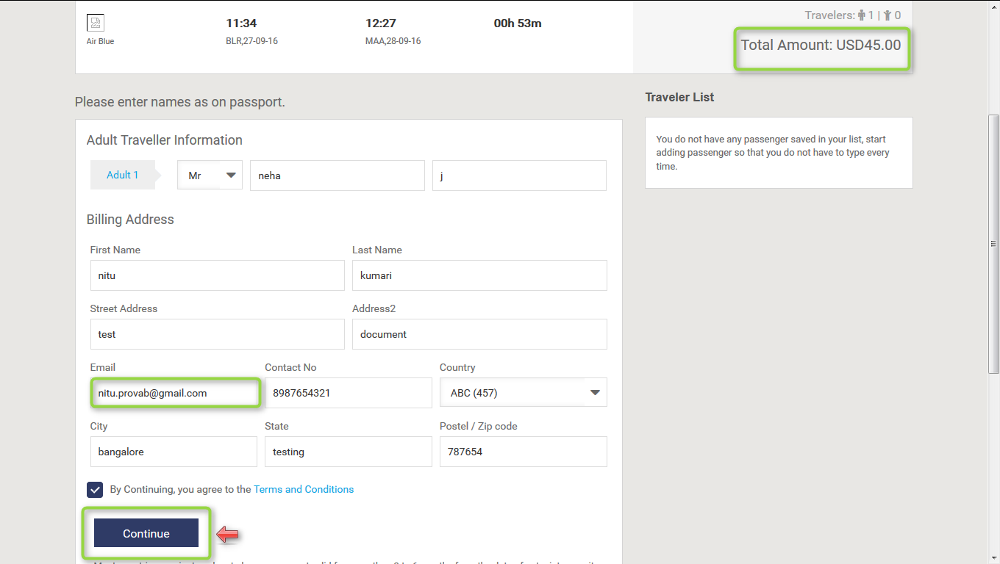 11:34
12:27
00h 53m
Travelers: 1 | 0
Air Blue
BLR,27-09-16
MAA,28-09-16
Total Amount: USD45.00
Please enter names as on passport.
Traveler List
You do not have any passenger saved in your list, start
adding passenger so that you do not have to type every
time.
Adult Traveller Information
Adult 1
Mr
neha
j
Billing Address
First Name
Last Name
nitu
kumari
Street Address
Address2
test
document
Email
Contact No
Country
nitu.provab@gmail.com
8987654321
ABC (457)
City
State
Postel / Zip code
bangalore
testing
787654
By Continuing, you agree to the Terms and Conditions
Continue